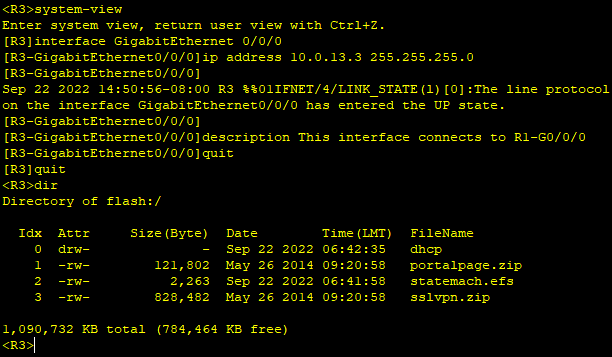 <R3>system-view
Enter system view, return user view with Ctrl+Z.
[R3]interface GigabitEthernet 0/0/0
[R3-GigabitEthernet0/0/0]ip address 10.0.13.3 255.255.255.0
[R3-GigabitEthernet0/0/0]
Sep 22 2022 14:50:56-08:00 R3 %%01IFNET/4/LINK_STATE(l)[0]:The line protocol
on the interface GigabitEthernet0/0/0 has entered the UP state.
[R3-GigabitEthernet0/0/0]
[R3-GigabitEthernet0/0/0]description This interface connects to R1-G0/0/0
[R3-GigabitEthernet0/0/0]quit
[R3]quit
<R3>dir
Directory of flash:/
Idx  Attr     Size(Byte)  Date        Time(LMT)  FileName
0  drw-              -  Sep 22 2022 06:42:35   dhcp
1  -rw-        121,802  May 26 2014 09:20:58   portalpage.zip
2  -rw-          2,263  Sep 22 2022 06:41:58   statemach.efs
3  -rw-        828,482  May 26 2014 09:20:58   sslvpn.zip
1,090,732 KB total (784,464 KB free)
<R3>